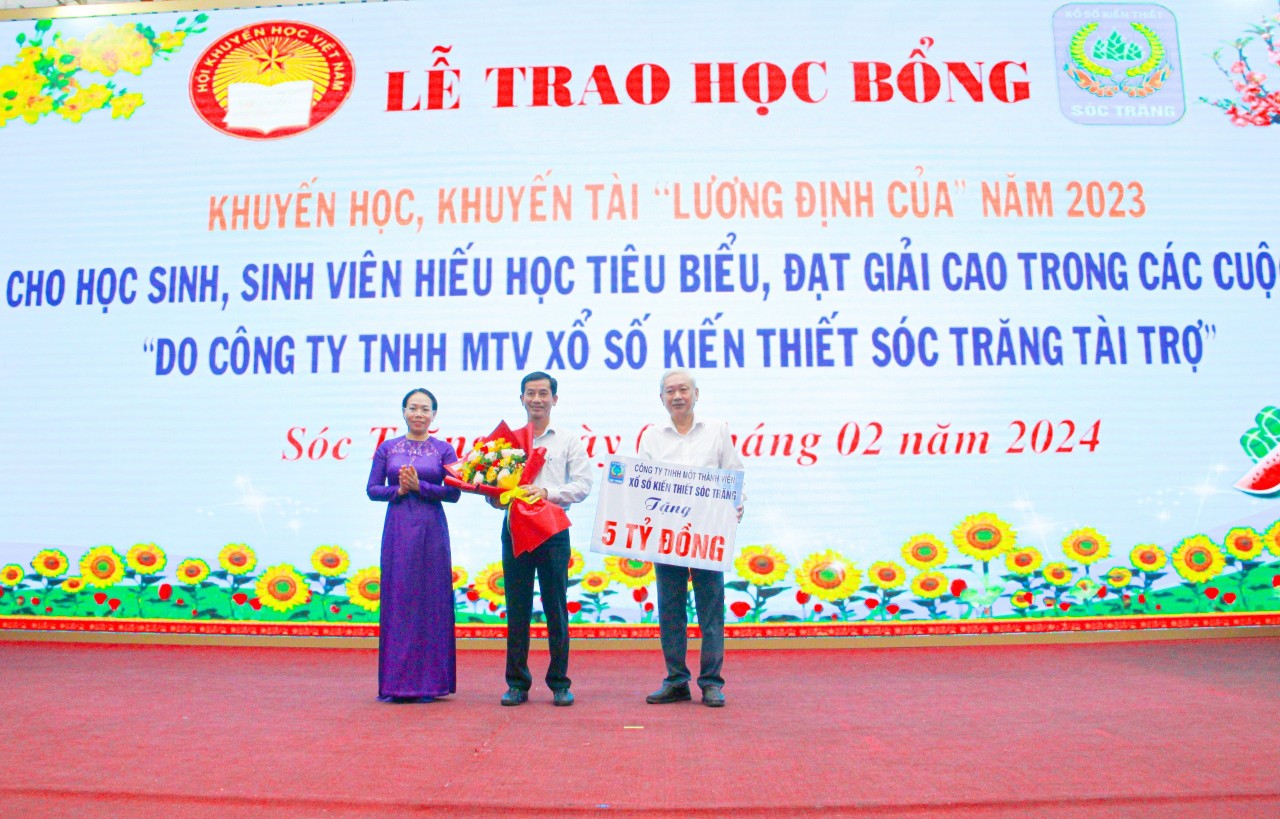 HỘI KHUYẾN HỌC VIỆT NAM
LỄ TRAO HỌC BỔNG
XỔ SỐ KIẾN THIẾT
SÓC TRĂNG
KHUYẾN HỌC, KHUYẾN TÀI “LƯƠNG ĐỊNH CỦA” NĂM 2023
CHO HỌC SINH, SINH VIÊN HIẾU HỌC TIÊU BIỂU, ĐẠT GIẢI CAO TRONG CÁC CUỘC
“DO CÔNG TY TNHH MTV XỔ SỐ KIẾN THIẾT SÓC TRĂNG TÀI TRỢ”
Sóc 02 năm 2024
CÔNG TY TNHH MỘT THÀNH VIÊN
XỔ SỐ KIẾN THIẾT SÓC TRĂNG
Tặng
5 TỶ ĐỒNG